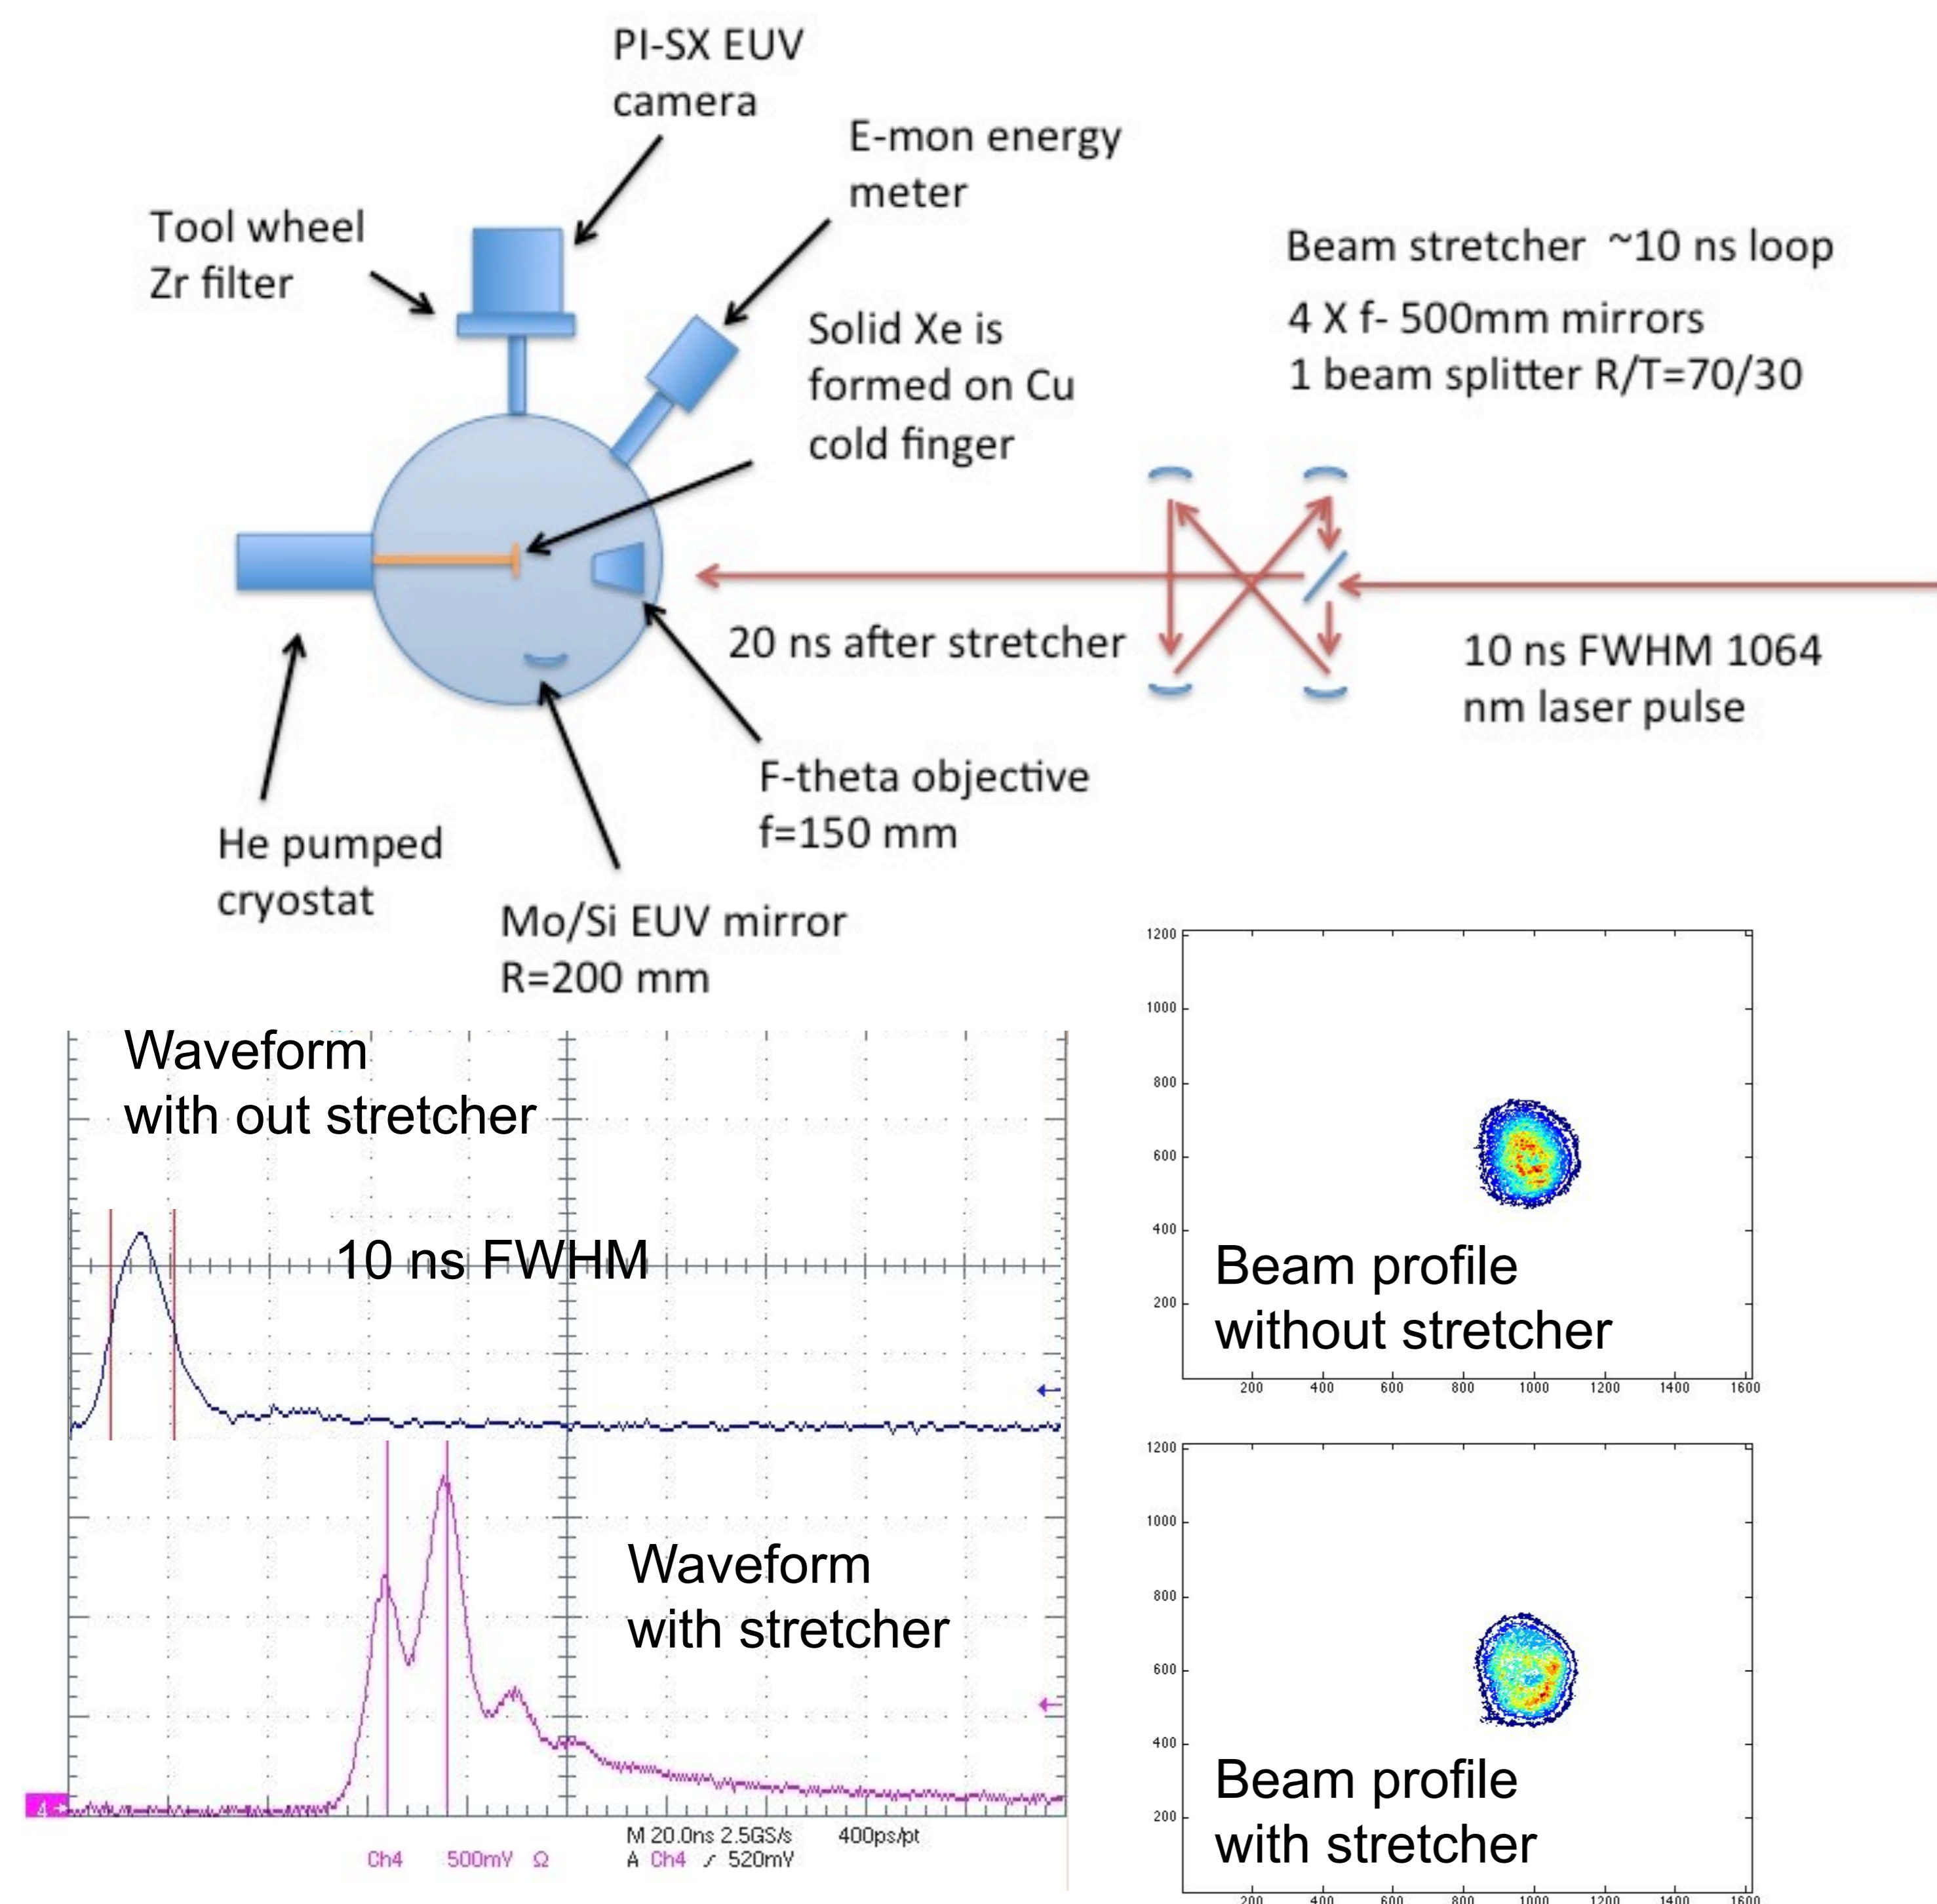 PI-SX EUV
camera
E-mon energy
meter
Tool wheel
Zr filter
Solid Xe is
formed on Cu
cold finger
Beam stretcher ~10 ns loop
4 X f- 500mm mirrors
1 beam splitter R/T=70/30
20 ns after stretcher
10 ns FWHM 1064
nm laser pulse
F-theta objective
f=150 mm
He pumped
cryostat
Mo/Si EUV mirror
R=200 mm
Waveform
with out stretcher
10 ns FWHM
Waveform
with stretcher
4
M 20.0ns 2.5GS/s 400ps/pt
Ch4 500mV Ω
A Ch4 / 520mV
1200
1000
800
600
400
200
Beam profile
without stretcher
200 400 600 800 1000 1200 1400 1600
1200
1000
800
600
400
200
Beam profile
with stretcher
200 400 600 800 1000 1200 1400 1600